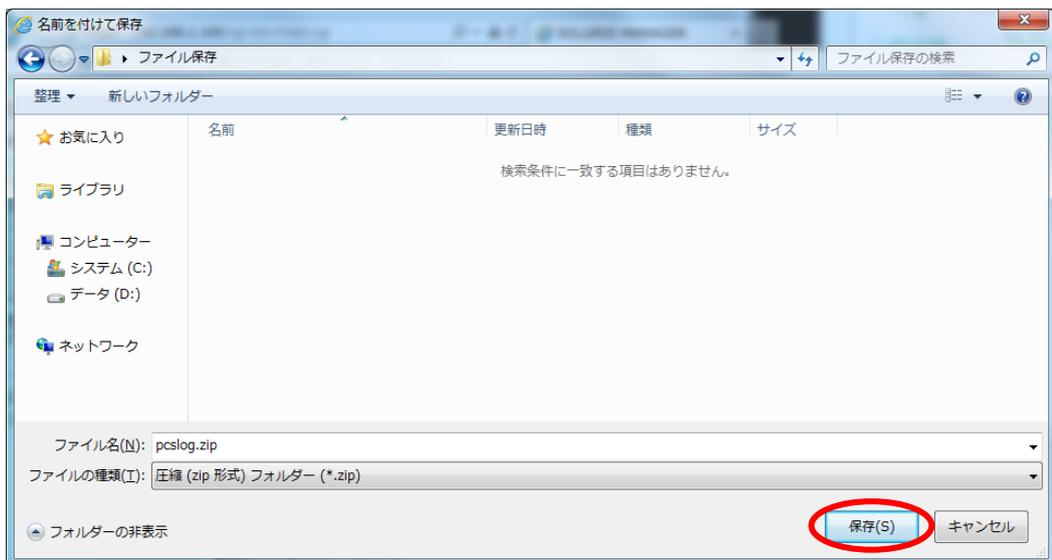 名前を付けて保存
ファイル保存
ファイル保存の検索
整理 新しいフォルダー
名前 更新日時 種類 サイズ
検索条件に一致する項目はありません。
お気に入り
ライブラリ
コンピューター
システム (C:)
データ (D:)
ネットワーク
ファイル名(N): pcslog.zip
ファイルの種類(T): 圧縮 (zip 形式) フォルダー (*.zip)
フォルダーの非表示 保存(S) キャンセル